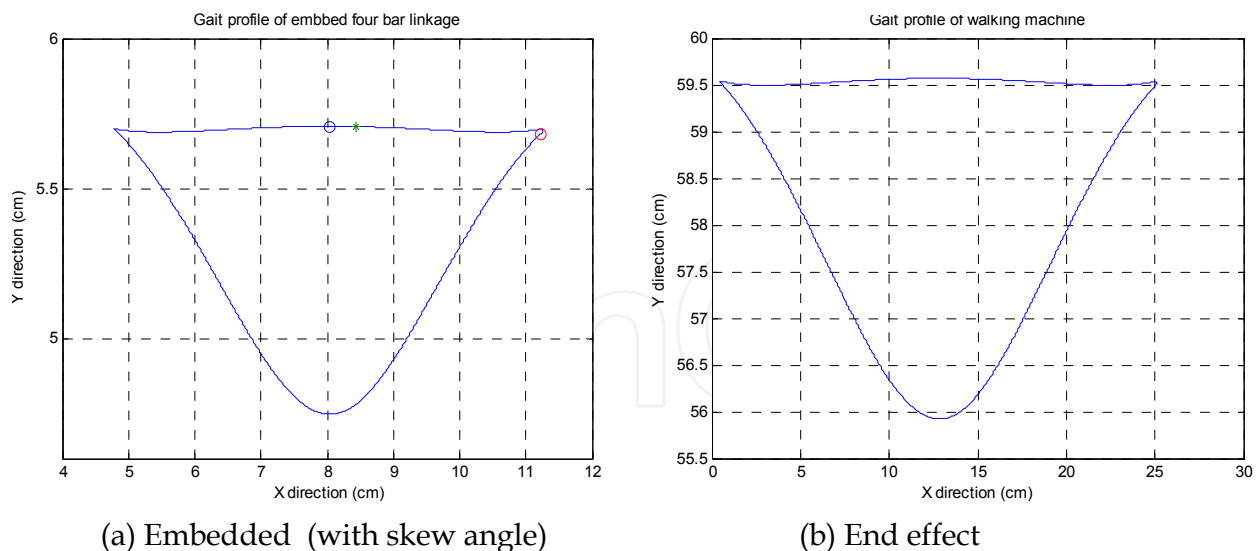 Gait profile of embbed four bar linkage
6
5.5
5
Y direction (cm)
4 5 6 7 8 9 10 11 12
X direction (cm)
(a) Embedded (with skew angle)
Gait profile of walking machine
60
59.5
59
58.5
58
57.5
57
56.5
56
55.5
Y direction (cm)
0 5 10 15 20 25 30
X direction (cm)
(b) End effect